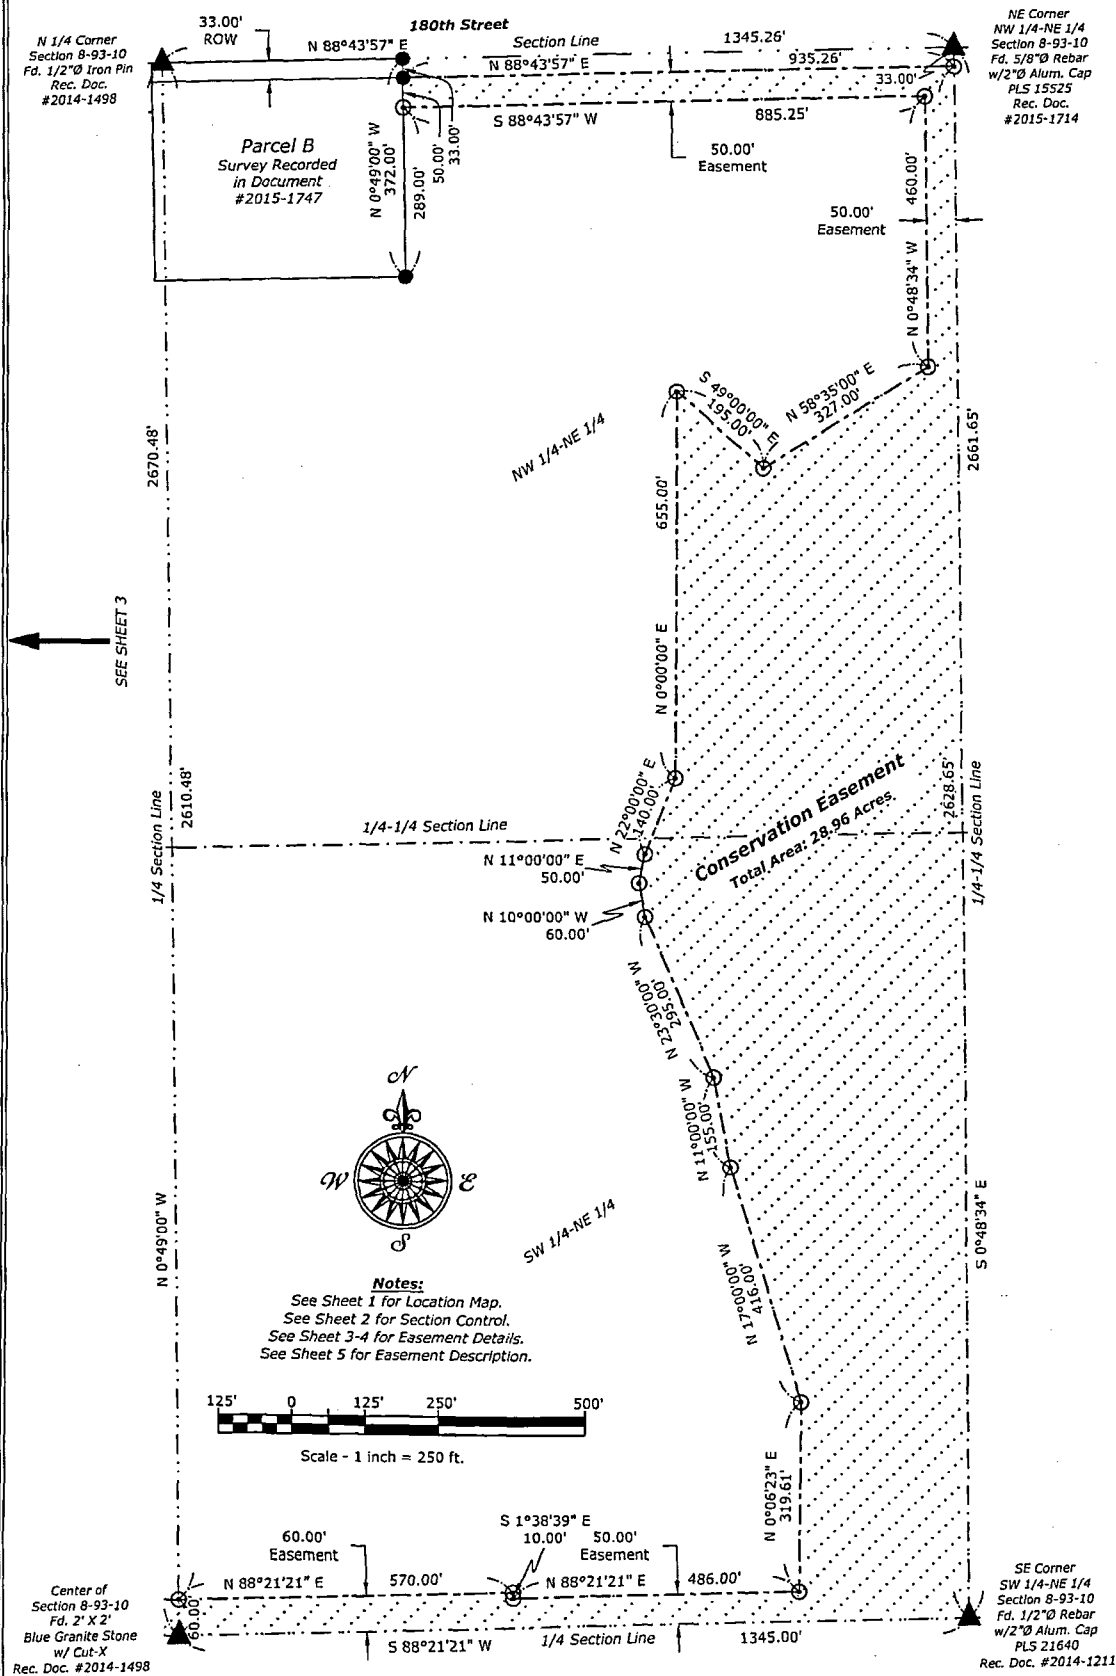 180th Street
N 1/4 Corner
Section 8-93-10
Fd. 1/2"Ø Iron Pin
Rec. Doc.
#2014-1498
33.00'
ROW
N 88°43'57" E
Section Line
1345.26'
N 88°43'57" E
935.26'
33.00'
NE Corner
NW 1/4-NE 1/4
Section 8-93-10
Fd. 5/8"Ø Rebar
w/2"Ø Alum. Cap
PLS 15525
Rec. Doc.
#2015-1714
S 88°43'57" W
885.25'
50.00'
Easement
Parcel B
Survey Recorded
in Document
#2015-1747
N 0°49'00" W
372.00'
289.00'
50.00'
33.00'
460.00'
50.00'
Easement
N 0°48'34" W
S 49°00'00" E
195.00'
N 58°35'00" E
327.00'
NW 1/4-NE 1/4
2670.48'
655.00'
2661.65'
SEE SHEET 3
N 0°00'00" E
1/4 Section Line
2610.48'
1/4-1/4 Section Line
N 22°00'00" E
140.00'
Conservation Easement
Total Area: 28.96 Acres
2628.65'
1/4-1/4 Section Line
N 11°00'00" E
50.00'
N 10°00'00" W
60.00'
N 23°30'00" W
295.00'
N 11°00'00" W
155.00'
N
W
E
S
N 0°49'00" W
SW 1/4-NE 1/4
S 0°48'34" E
N 17°00'00" W
416.00'
Notes:
See Sheet 1 for Location Map.
See Sheet 2 for Section Control.
See Sheet 3-4 for Easement Details.
See Sheet 5 for Easement Description.
125' 0 125' 250' 500'
Scale - 1 inch = 250 ft.
N 0°06'23" E
319.61'
60.00'
Easement
S 1°38'39" E
10.00'
50.00'
Easement
N 88°21'21" E
570.00'
N 88°21'21" E
486.00'
60.00'
S 88°21'21" W
1/4 Section Line
1345.00'
Center of
Section 8-93-10
Fd. 2' X 2'
Blue Granite Stone
w/ Cut-X
Rec. Doc. #2014-1498
SE Corner
SW 1/4-NE 1/4
Section 8-93-10
Fd. 1/2"Ø Rebar
w/2"Ø Alum. Cap
PLS 21640
Rec. Doc. #2014-1211